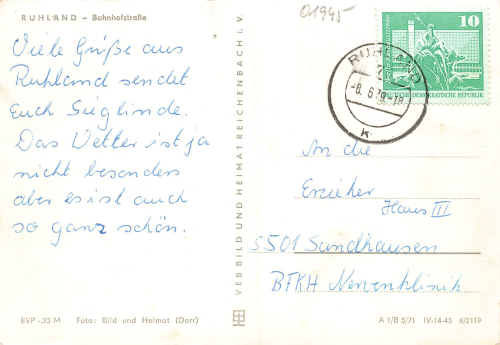 RUHLAND – Bahnhofstraße
Viele Grüße aus
Ruhland sendet
Euch Sieglinde.
Das Wetter ist ja
nicht besonders
aber es ist auch
so ganz schön.
EVP -,25 M Foto: Bild und Heimat (Darr)
VEB BILD UND HEIMAT REICHENBACH I. V.
01945
10
DEUTSCHE DEMOKRATISCHE REPUBLIK
RUHLAND
-8. 6. 79-18
K
An die
Erzieher
Haus III
5501 Sundhausen
BFKH Nervenklinik
A 1/B 5/71 IV-14-45 6/2119